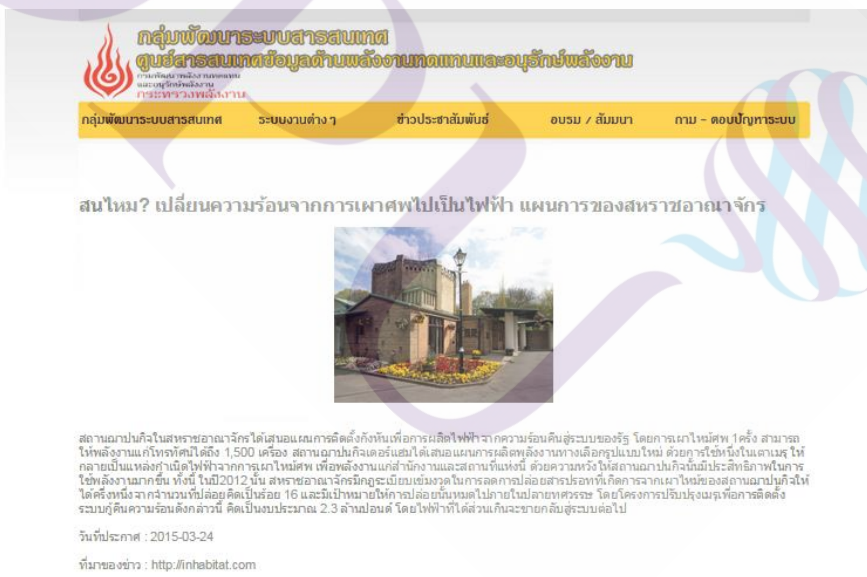 กลุ่มพัฒนาระบบสารสนเทศ
ศูนย์สารสนเทศข้อมูลด้านพลังงานทดแทนและอนุรักษ์พลังงาน
กรมพัฒนาพลังงานทดแทน
และอนุรักษ์พลังงาน
กระทรวงพลังงาน
กลุ่มพัฒนาระบบสารสนเทศ ระบบงานต่าง ๆ ข่าวประชาสัมพันธ์ อบรม / สัมมนา ถาม - ตอบปัญหาระบบ
สนไหม? เปลี่ยนความร้อนจากการเผาศพไปเป็นไฟฟ้า แผนการของสหราชอาณาจักร
สถานฌาปนกิจในสหราชอาณาจักรได้เสนอแผนการติดตั้งกังหันเพื่อการผลิตไฟฟ้าจากความร้อนคืนสู่ระบบของรัฐ โดยการเผาไหม้ศพ 1ครั้ง สามารถ
ให้พลังงานแก่โทรทัศน์ได้ถึง 1,500 เครื่อง สถานฌาปนกิจเดอร์แฮมได้เสนอแผนการผลิตพลังงานทางเลือกรูปแบบใหม่ ด้วยการใช้หนึ่งในเตาเมรุ ให้
กลายเป็นแหล่งกำเนิดไฟฟ้าจากการเผาไหม้ศพ เพื่อพลังงานแก่สำนักงานและสถานที่แห่งนี้ ด้วยความหวังให้สถานฌาปนกิจนั้นมีประสิทธิภาพในการ
ใช้พลังงานมากขึ้น ทั้งนี้ ในปี2012 นั้น สหราชอาณาจักรมีกฎระเบียบเข้มงวดในการลดการปล่อยสารปรอทที่เกิดการจากเผาไหม้ของสถานฌาปนกิจให้
ได้ครึ่งหนึ่งจากจำนวนที่ปล่อยคิดเป็นร้อย 16 และมีเป้าหมายให้การปล่อยนั้นหมดไปภายในปลายทศวรรษ โดยโครงการปรับปรุงเมรุเพื่อการติดตั้ง
ระบบกู้คืนความร้อนดังกล่าวนี้ คิดเป็นงบประมาณ 2.3 ล้านปอนด์ โดยไฟฟ้าที่ได้ส่วนเกินจะขายกลับสู่ระบบต่อไป
วันที่ประกาศ : 2015-03-24
ที่มาของข่าว : http://inhabitat.com